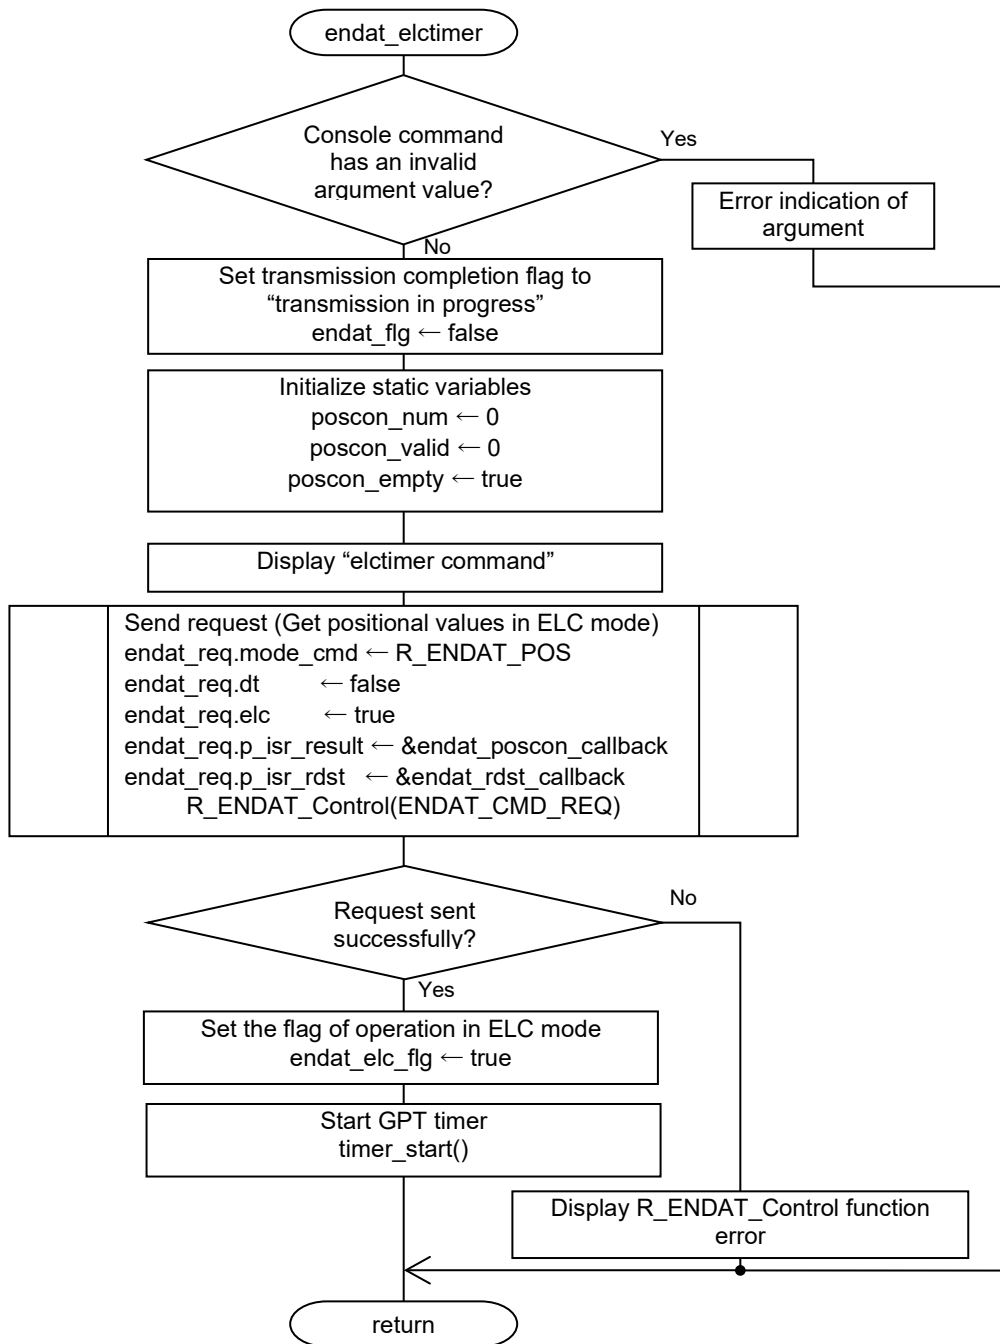 endat_elctimer
Console command
has an invalid
argument value?
Yes
Error indication of
argument
No
Set transmission completion flag to
“transmission in progress”
endat_flg ← false
Initialize static variables
poscon_num ← 0
poscon_valid ← 0
poscon_empty ← true
Display “elctimer command”
Send request (Get positional values in ELC mode)
endat_req.mode_cmd ← R_ENDAT_POS
endat_req.dt ← false
endat_req.elc ← true
endat_req.p_isr_result ← &endat_poscon_callback
endat_req.p_isr_rdst ← &endat_rdst_callback
R_ENDAT_Control(ENDAT_CMD_REQ)
Request sent
successfully?
No
Yes
Set the flag of operation in ELC mode
endat_elc_flg ← true
Start GPT timer
timer_start()
Display R_ENDAT_Control function
error
return